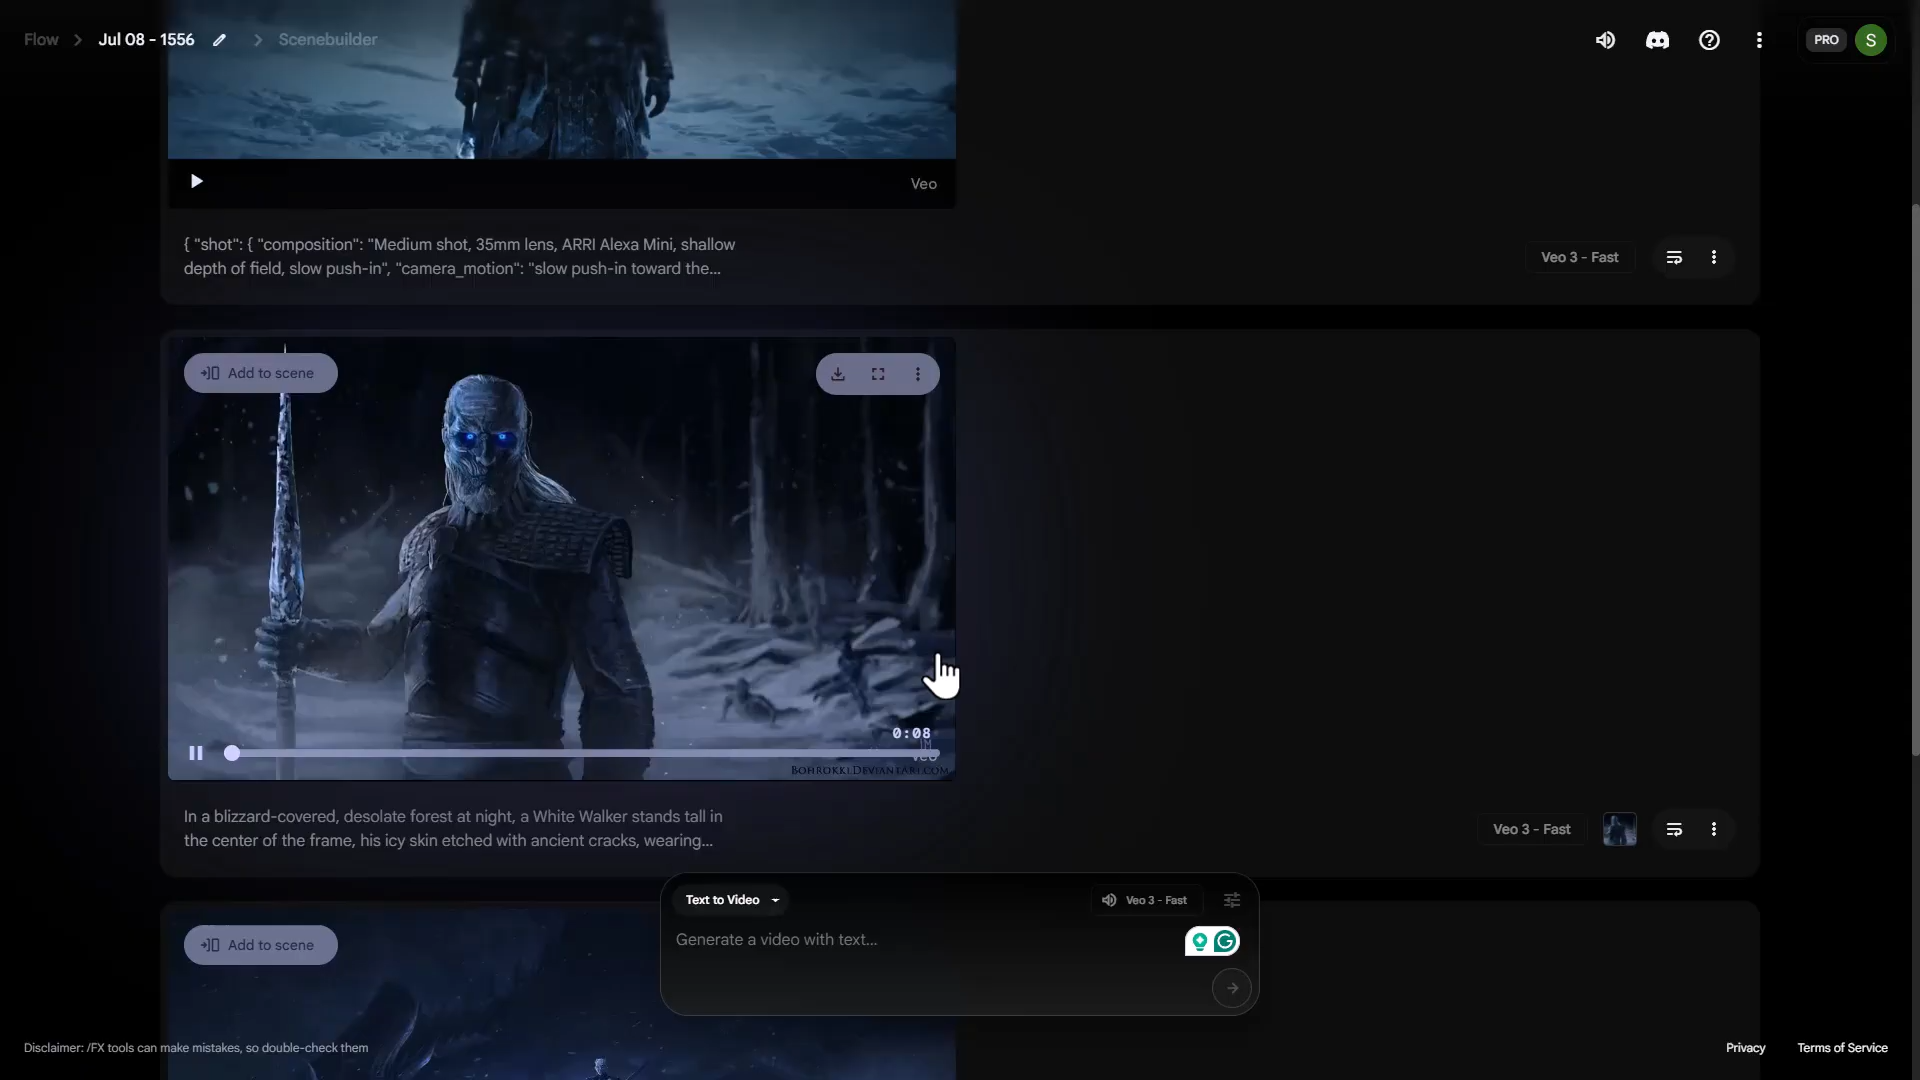 Flow
Jul 08 - 1556
Scenebuilder
PRO
S
Veo
{ "shot": { "composition": "Medium shot, 35mm lens, ARRI Alexa Mini, shallow
depth of field, slow push-in", "camera_motion": "slow push-in toward the...
Veo 3 - Fast
Add to scene
0:08
Veo
BOHROKKI.DEVIANTART.COM
In a blizzard-covered, desolate forest at night, a White Walker stands tall in
the center of the frame, his icy skin etched with ancient cracks, wearing...
Veo 3 - Fast
Text to Video
Veo 3 - Fast
Generate a video with text...
Add to scene
Disclaimer: /FX tools can make mistakes, so double-check them
Privacy
Terms of Service